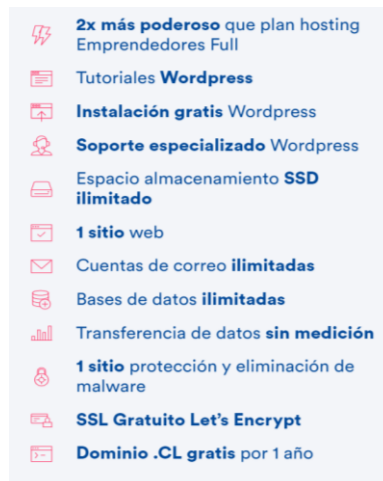 2x más poderoso que plan hosting
Emprendedores Full
Tutoriales Wordpress
Instalación gratis Wordpress
Soporte especializado Wordpress
Espacio almacenamiento SSD
ilimitado
1 sitio web
Cuentas de correo ilimitadas
Bases de datos ilimitadas
Transferencia de datos sin medición
1 sitio protección y eliminación de
malware
SSL Gratuito Let's Encrypt
Dominio .CL gratis por 1 año